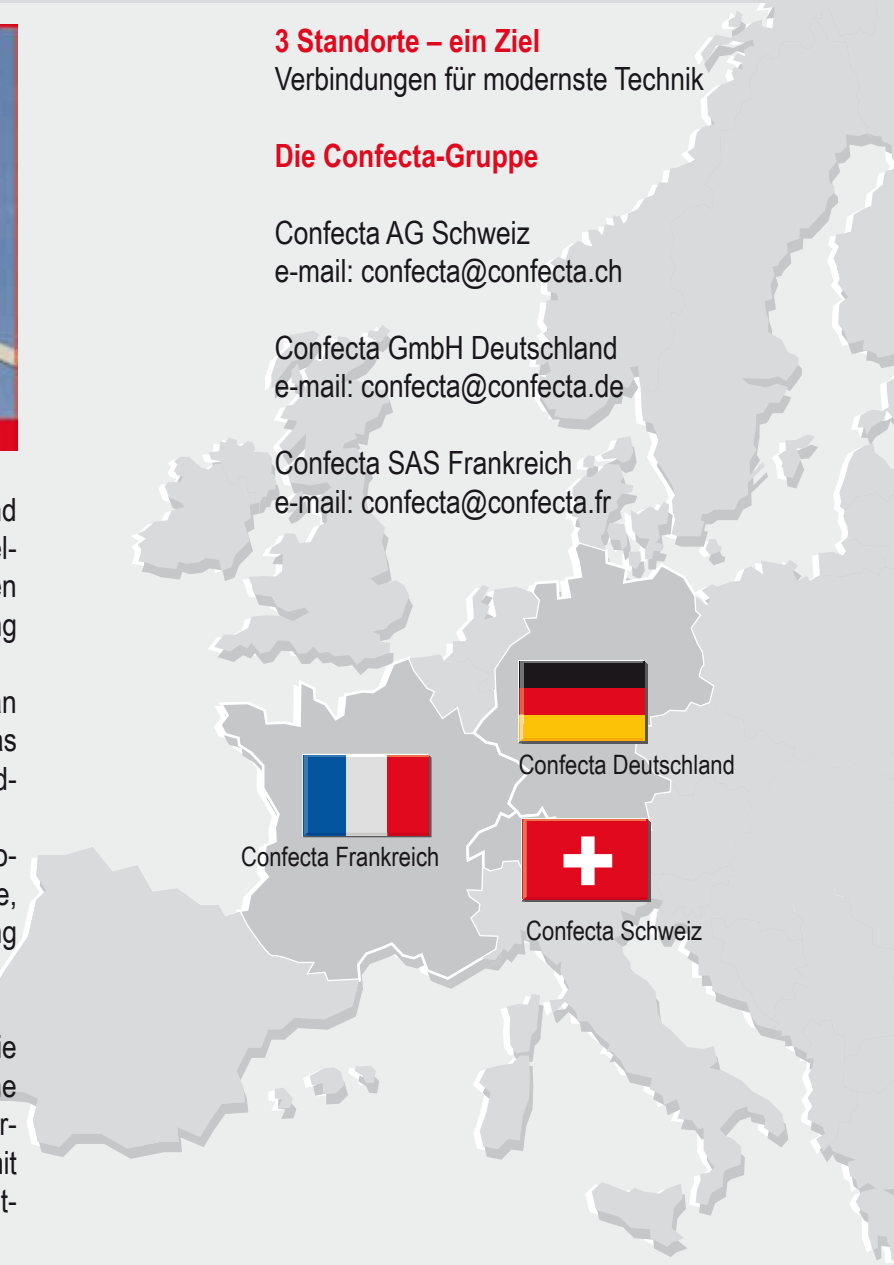 3 Standorte – ein Ziel
Verbindungen für modernste Technik
Die Confecta-Gruppe
Confecta AG Schweiz
e-mail: confecta@confecta.ch
Confecta GmbH Deutschland
e-mail: confecta@confecta.de
Confecta SAS Frankreich
e-mail: confecta@confecta.fr
Confecta Deutschland
Confecta Frankreich
Confecta Schweiz